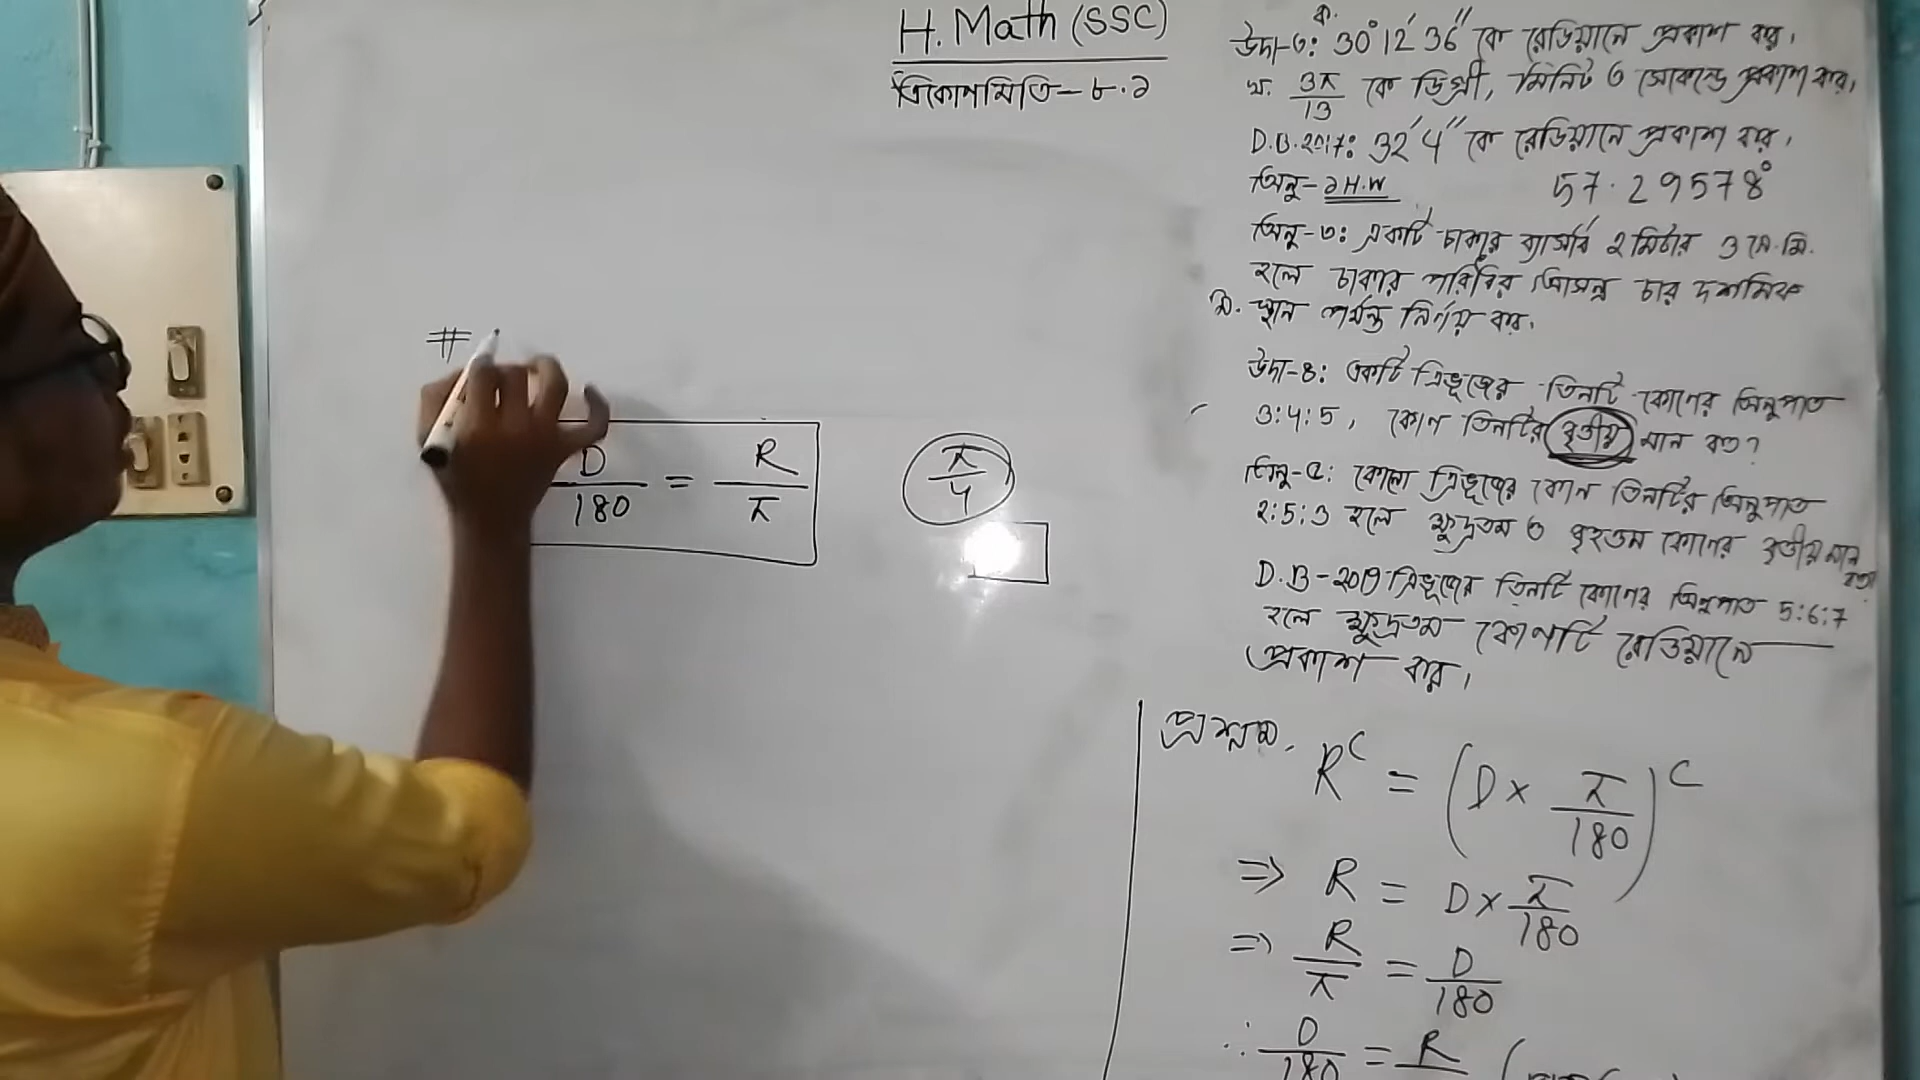 H. Math (SSC)
ত্রিকোণমিতি – ৮.১
#
D/180 = R/π
π/4
উদা-৩: ক. 30° 12′ 36″ কে রেডিয়ানে প্রকাশ কর।
খ. 3π/13 কে ডিগ্রী, মিনিট ও সেকেন্ডে প্রকাশ কর।
D.B.2017: 32′ 4″ কে রেডিয়ানে প্রকাশ কর।
অনু-১ H.W 57.29578°
অনু-৩: একটি চাকার ব্যাসার্ধ ২ মিটার 3 সে.মি.
হলে চাকার পরিধির আসন্ন চার দশমিক
স্থান পর্যন্ত নির্ণয় কর।
উদা-৪: একটি ত্রিভুজের তিনটি কোণের অনুপাত
3:4:5, কোণ তিনটির বৃত্তীয় মান কত?
অনু-৫: কোনো ত্রিভুজের কোণ তিনটির অনুপাত
2:5:3 হলে ক্ষুদ্রতম ও বৃহত্তম কোণের বৃত্তীয় মান কত?
D.B-2019 ত্রিভুজের তিনটি কোণের অনুপাত 5:6:7
হলে ক্ষুদ্রতম কোণটি রেডিয়ানে
প্রকাশ কর।
R^c = (D × π/180)^c
⇒ R = D × π/180
⇒ R/π = D/180
∴ D/180 = R